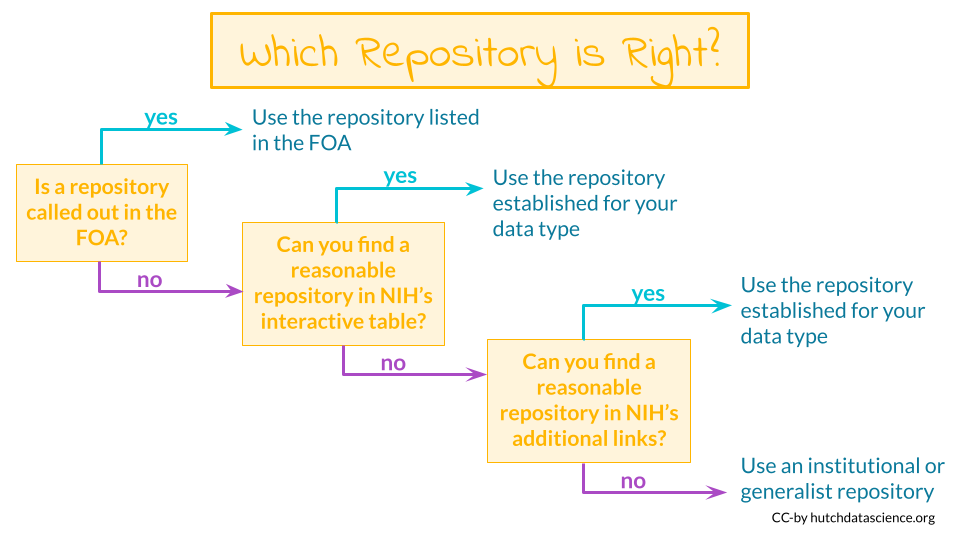 Which Repository is Right?
yes
Use the repository listed
in the FOA
Is a repository
called out in the
FOA?
no
yes
Use the repository
established for your
data type
Can you find a
reasonable
repository in NIH's
interactive table?
no
yes
Use the repository
established for your
data type
Can you find a
reasonable
repository in NIH's
additional links?
no
Use an institutional or
generalist repository
CC-by hutchdatascience.org